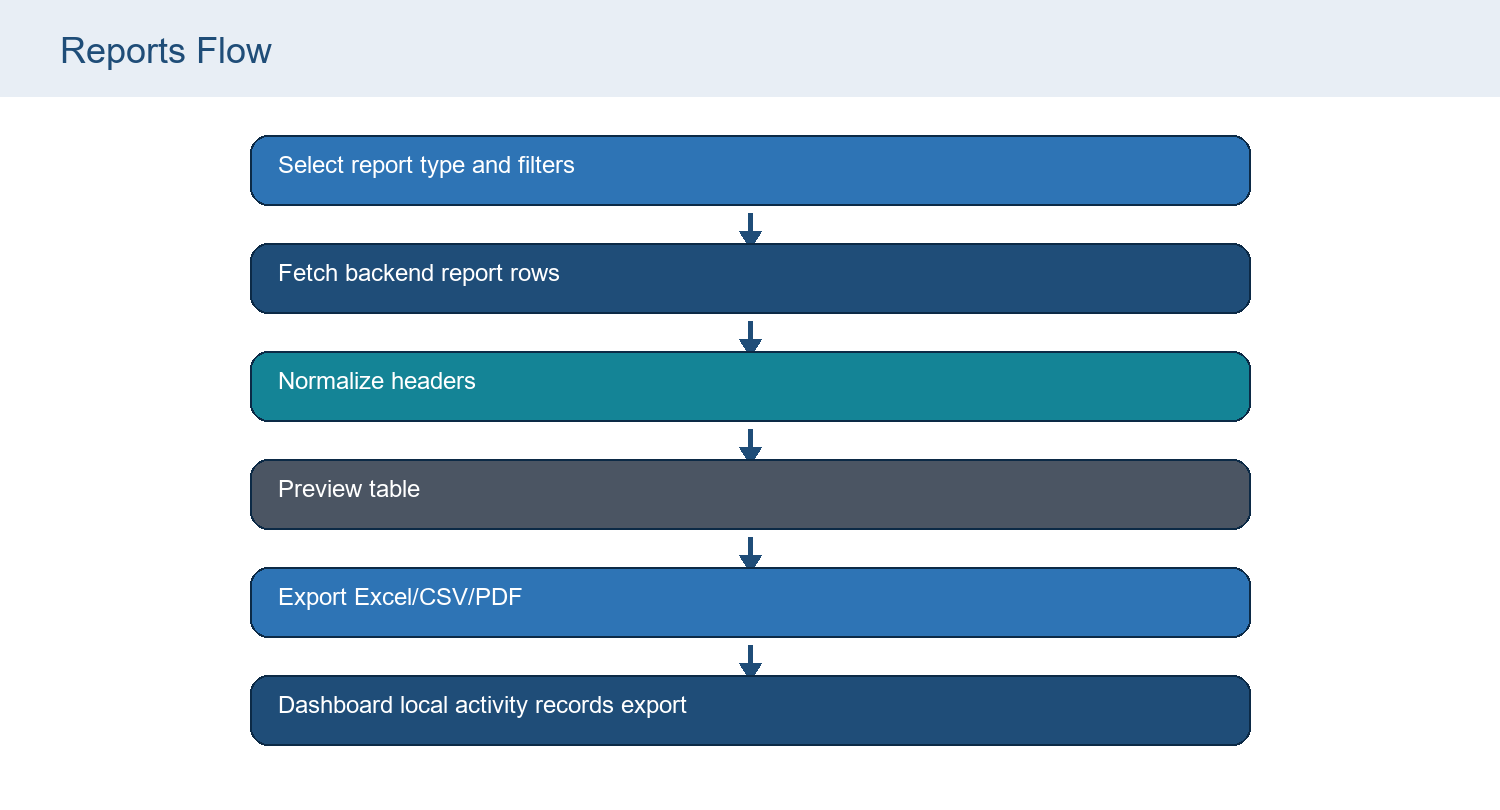 Reports Flow
Select report type and filters
Fetch backend report rows
Normalize headers
Preview table
Export Excel/CSV/PDF
Dashboard local activity records export